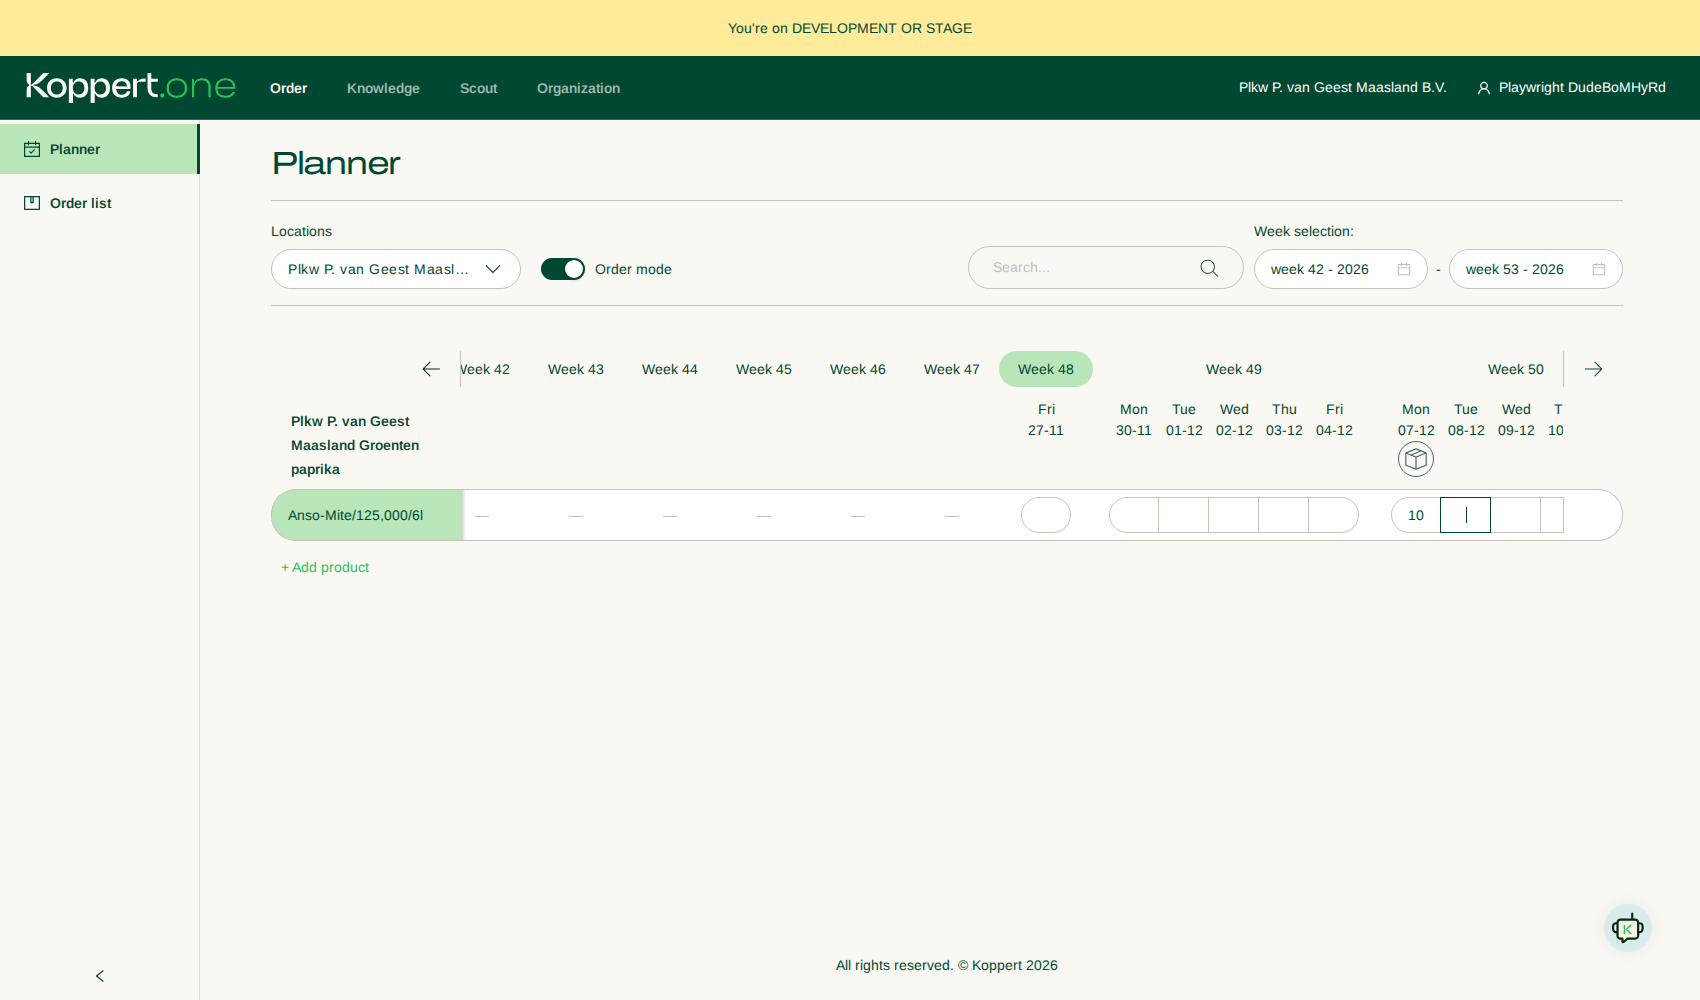 You're on DEVELOPMENT OR STAGE
Koppert.one
Order Knowledge Scout Organization
Plkw P. van Geest Maasland B.V. Playwright DudeBoMHyRd
Planner
Order list
Planner
Locations
Plkw P. van Geest Maasl...
Order mode
Search...
Week selection:
week 42 - 2026 - week 53 - 2026
Week 42 Week 43 Week 44 Week 45 Week 46 Week 47 Week 48 Week 49 Week 50
Fri Mon Tue Wed Thu Fri Mon Tue Wed T
27-11 30-11 01-12 02-12 03-12 04-12 07-12 08-12 09-12 10
Plkw P. van Geest
Maasland Groenten
paprika
Anso-Mite/125,000/6l — — — — — — 10
+ Add product
All rights reserved. © Koppert 2026